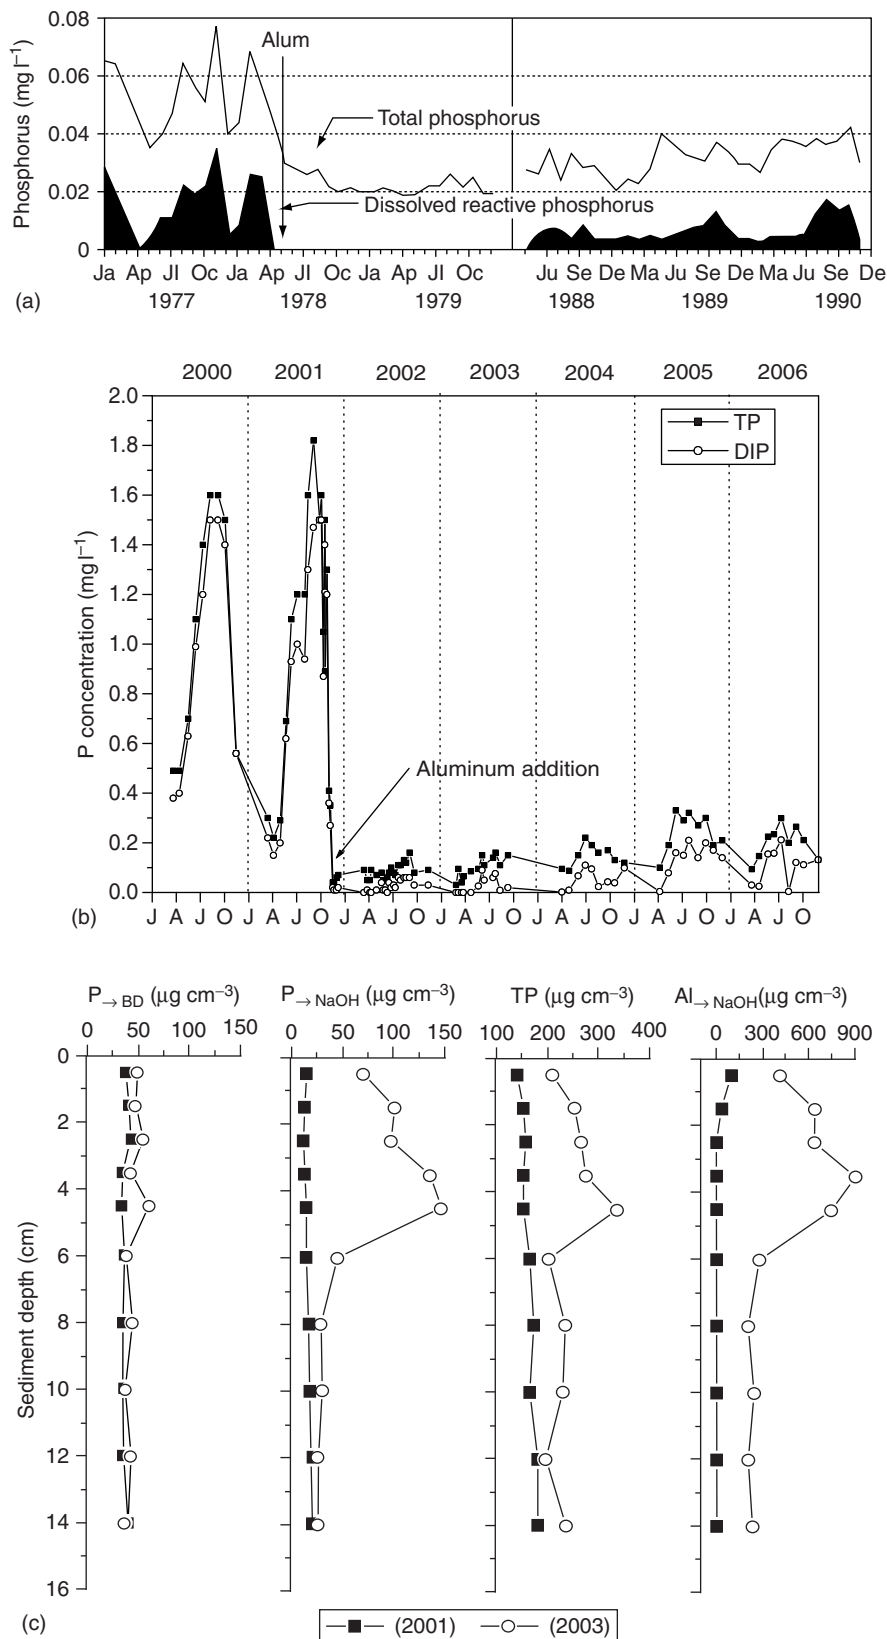 0.08
Alum
0.06
Total phosphorus
0.04
0.02
Dissolved reactive phosphorus
0
Phosphorus (mg l⁻¹)
Ja Ap Jl Oc Ja Ap Jl Oc Ja Ap Jl Oc Ju Se De Ma Ju Se De Ma Ju Se De
1977 1978 1979 1988 1989 1990
(a)
2000 2001 2002 2003 2004 2005 2006
2.0
TP
1.8
DIP
1.6
1.4
1.2
1.0
0.8
0.6
Aluminum addition
0.4
0.2
0.0
P concentration (mg l⁻¹)
J A J O J A J O J A J O J A J O J A J O J A J O J A J O
(b)
P→BD (µg cm⁻³) P→NaOH (µg cm⁻³) TP (µg cm⁻³) Al→NaOH(µg cm⁻³)
0 50 100 150 0 50 100 150 100 200 300 400 0 300 600 900
0
2
4
6
8
10
12
14
16
Sediment depth (cm)
(c)
(2001) (2003)